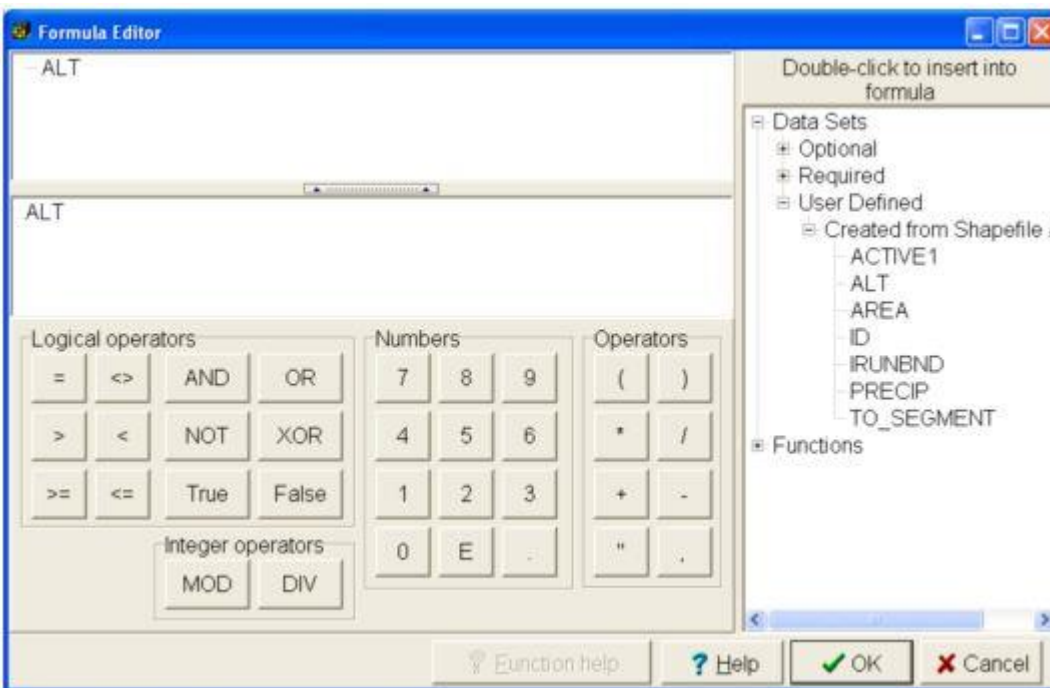 Formula Editor
ALT
ALT
Double-click to insert into
formula
Data Sets
Optional
Required
User Defined
Created from Shapefile
ACTIVE1
ALT
AREA
ID
IRUNBND
PRECIP
TO_SEGMENT
Functions
Logical operators
= <> AND OR
> < NOT XOR
>= <= True False
Integer operators
MOD DIV
Numbers
7 8 9
4 5 6
1 2 3
0 E .
Operators
( )
* /
+ -
" ,
Function help
Help
OK
Cancel